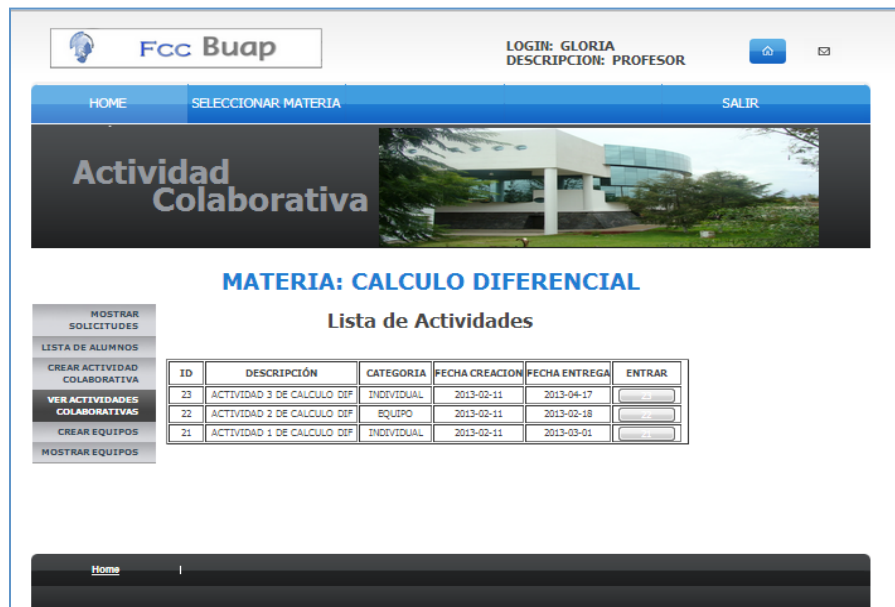 Fcc Buap
LOGIN: GLORIA
DESCRIPCION: PROFESOR
HOME SELECCIONAR MATERIA SALIR
Actividad
Colaborativa
MATERIA: CALCULO DIFERENCIAL
Lista de Actividades
MOSTRAR
SOLICITUDES
LISTA DE ALUMNOS
CREAR ACTIVIDAD
COLABORATIVA
VER ACTIVIDADES
COLABORATIVAS
CREAR EQUIPOS
MOSTRAR EQUIPOS
ID DESCRIPCIÓN CATEGORIA FECHA CREACION FECHA ENTREGA ENTRAR
23 ACTIVIDAD 3 DE CALCULO DIF INDIVIDUAL 2013-02-11 2013-04-17 23
22 ACTIVIDAD 2 DE CALCULO DIF EQUIPO 2013-02-11 2013-02-18 22
21 ACTIVIDAD 1 DE CALCULO DIF INDIVIDUAL 2013-02-11 2013-03-01 21
Home |